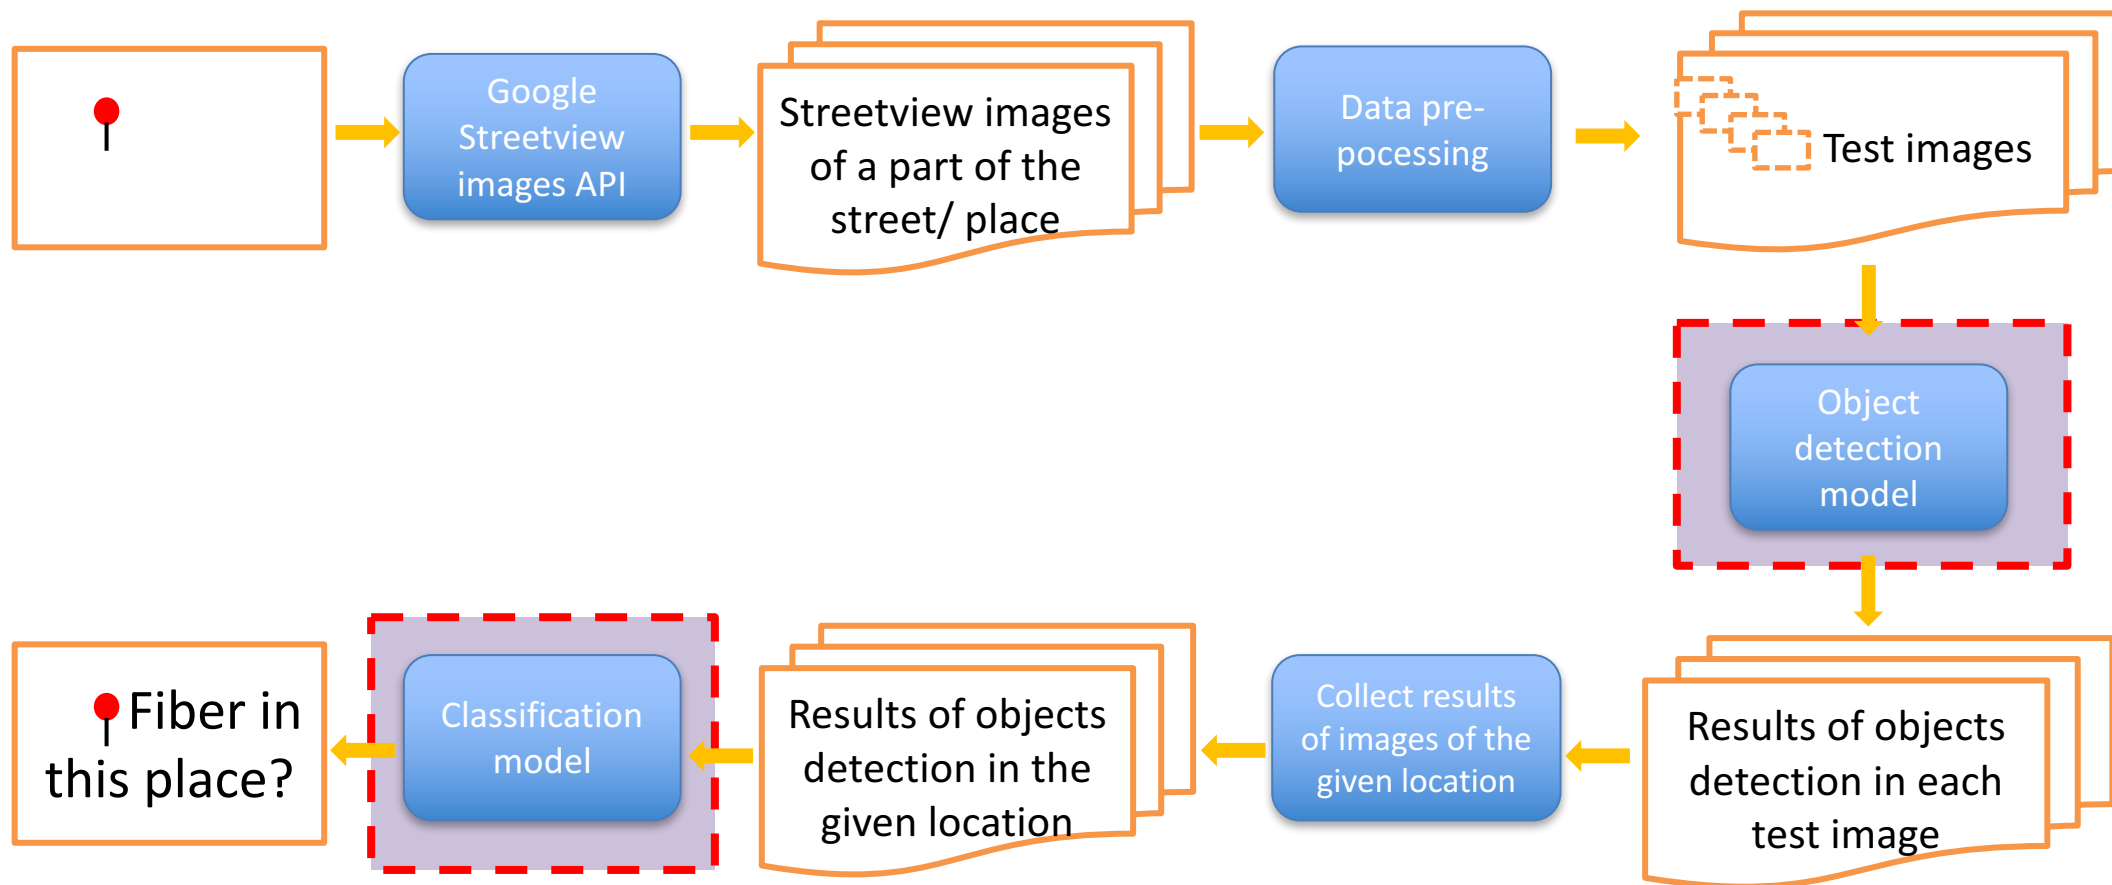 Google
Streetview
images API
Streetview images
of a part of the
street/ place
Data pre-
pocessing
Test images
Object
detection
model
Results of objects
detection in each
test image
Collect results
of images of the
given location
Results of objects
detection in the
given location
Classification
model
Fiber in
this place?